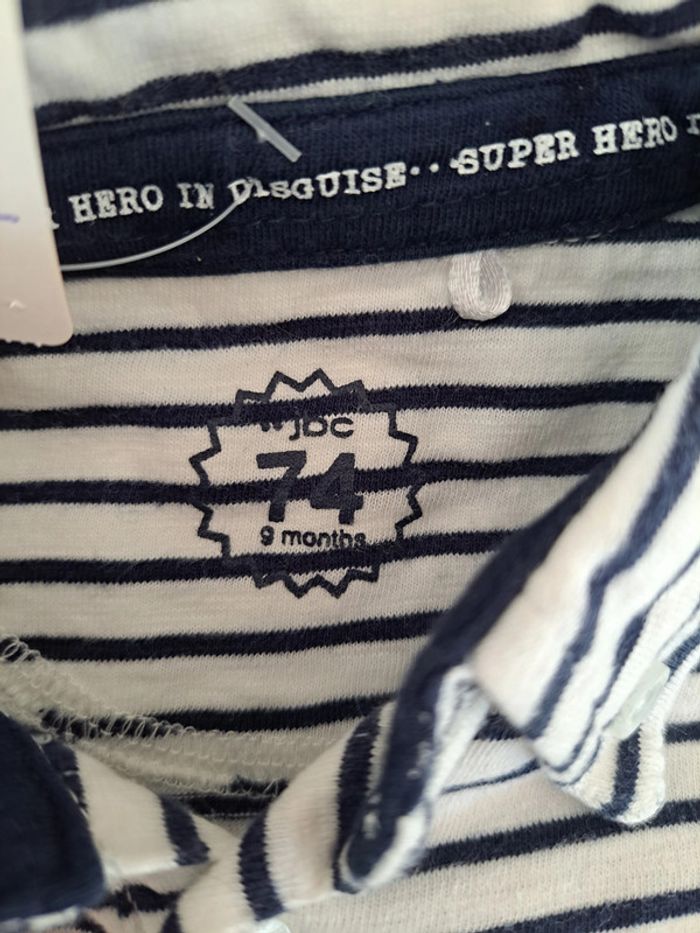 HERO IN DISGUISE...SUPER HERO
jbc
74
9 months